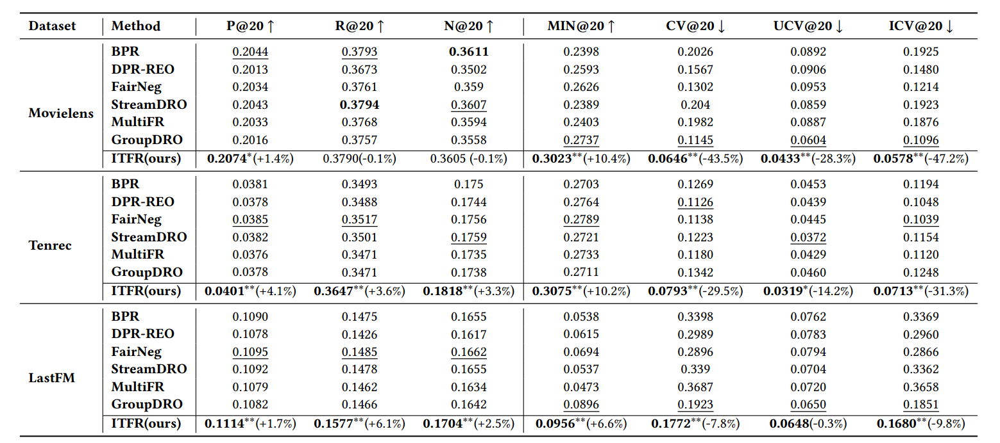 Dataset Method P@20 ↑ R@20 ↑ N@20 ↑ MIN@20 ↑ CV@20 ↓ UCV@20 ↓ ICV@20 ↓
BPR 0.2044 0.3793 0.3611 0.2398 0.2026 0.0892 0.1925
DPR-REO 0.2013 0.3673 0.3502 0.2593 0.1567 0.0906 0.1480
FairNeg 0.2034 0.3761 0.359 0.2626 0.1302 0.0953 0.1214
StreamDRO 0.2043 0.3794 0.3607 0.2389 0.204 0.0859 0.1923
Movielens
MultiFR 0.2033 0.3768 0.3594 0.2403 0.1982 0.0887 0.1876
GroupDRO 0.2016 0.3757 0.3558 0.2737 0.1145 0.0604 0.1096
ITFR(ours) 0.2074*(+1.4%) 0.3790(-0.1%) 0.3605 (-0.1%) 0.3023**(+10.4%) 0.0646**(-43.5%) 0.0433**(-28.3%) 0.0578**(-47.2%)
BPR 0.0381 0.3493 0.175 0.2703 0.1269 0.0453 0.1194
DPR-REO 0.0378 0.3488 0.1744 0.2764 0.1126 0.0439 0.1048
FairNeg 0.0385 0.3517 0.1756 0.2789 0.1138 0.0445 0.1039
StreamDRO 0.0382 0.3501 0.1759 0.2721 0.1223 0.0372 0.1154
Tenrec
MultiFR 0.0376 0.3471 0.1735 0.2733 0.1180 0.0429 0.1120
GroupDRO 0.0378 0.3471 0.1738 0.2711 0.1342 0.0460 0.1248
ITFR(ours) 0.0401**(+4.1%) 0.3647**(+3.6%) 0.1818**(+3.3%) 0.3075**(+10.2%) 0.0793**(-29.5%) 0.0319*(-14.2%) 0.0713**(-31.3%)
BPR 0.1090 0.1475 0.1655 0.0538 0.3398 0.0762 0.3369
DPR-REO 0.1078 0.1426 0.1617 0.0615 0.2989 0.0783 0.2960
FairNeg 0.1095 0.1485 0.1662 0.0694 0.2896 0.0794 0.2866
StreamDRO 0.1092 0.1478 0.1655 0.0537 0.339 0.0704 0.3362
LastFM
MultiFR 0.1079 0.1462 0.1634 0.0473 0.3687 0.0720 0.3658
GroupDRO 0.1082 0.1466 0.1642 0.0896 0.1923 0.0650 0.1851
ITFR(ours) 0.1114**(+1.7%) 0.1577**(+6.1%) 0.1704**(+2.5%) 0.0956**(+6.6%) 0.1772**(-7.8%) 0.0648(-0.3%) 0.1680**(-9.8%)